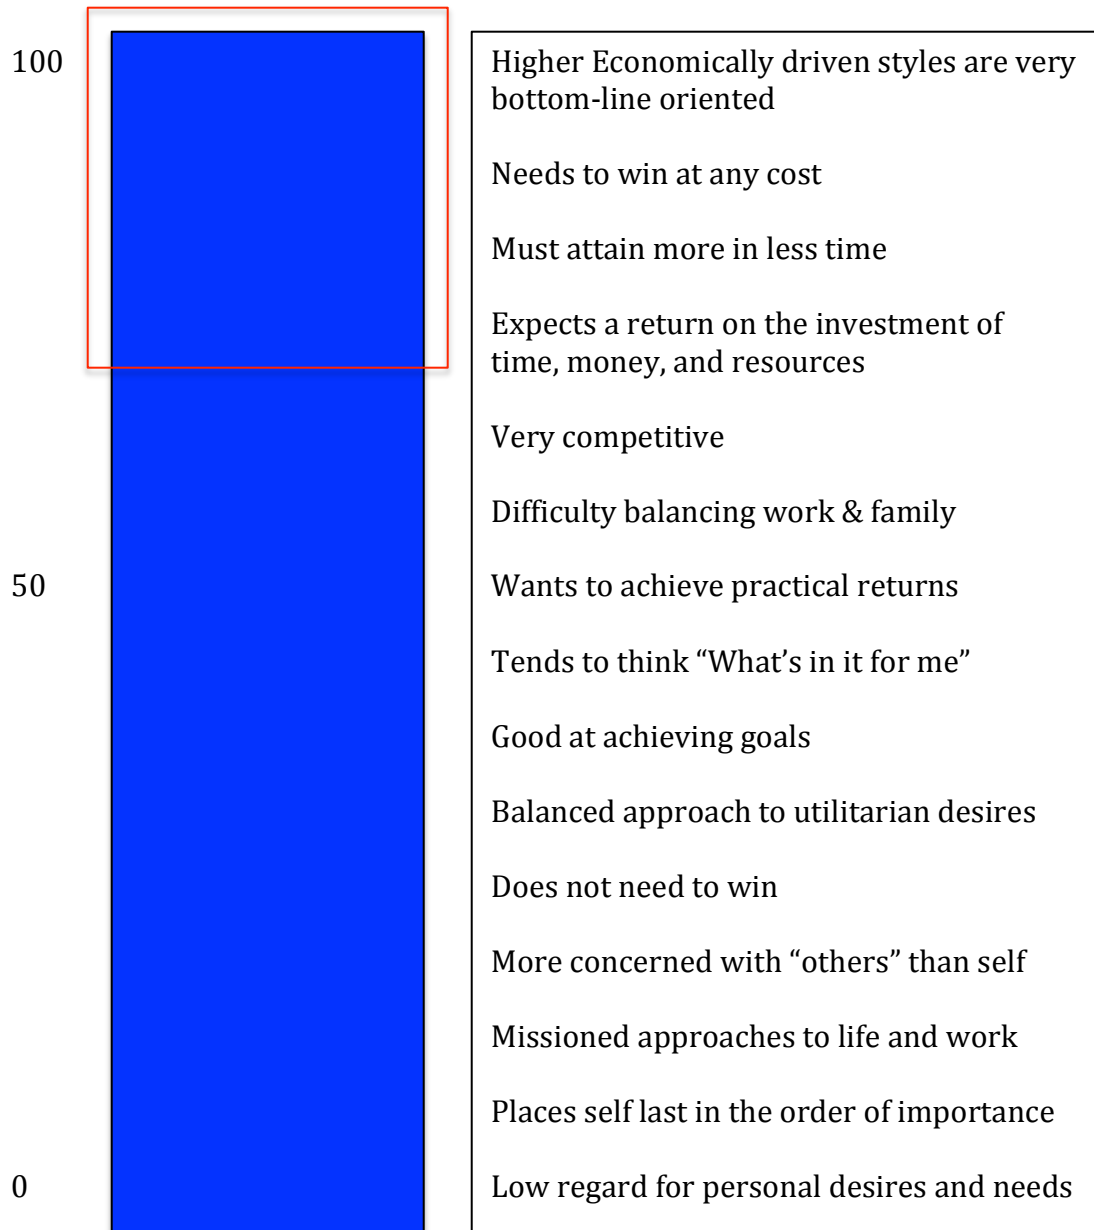 100
Higher Economically driven styles are very
bottom-line oriented
Needs to win at any cost
Must attain more in less time
Expects a return on the investment of
time, money, and resources
Very competitive
Difficulty balancing work & family
50
Wants to achieve practical returns
Tends to think “What’s in it for me”
Good at achieving goals
Balanced approach to utilitarian desires
Does not need to win
More concerned with “others” than self
Missioned approaches to life and work
Places self last in the order of importance
0
Low regard for personal desires and needs